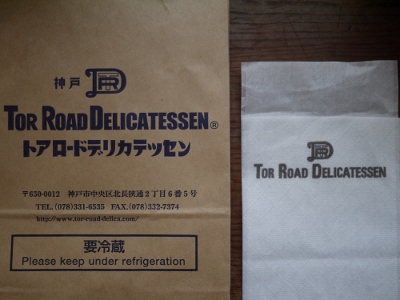 神戸
TOR ROAD DELICATESSEN®
トアロードデリカテッセン
〒650-0012 神戸市中央区北長狭通2丁目6番5号
TEL.(078)331-6535 FAX.(078)332-7374
http://www.tor-road-delica.com/
要冷蔵
Please keep under refrigeration
TOR ROAD DELICATESSEN